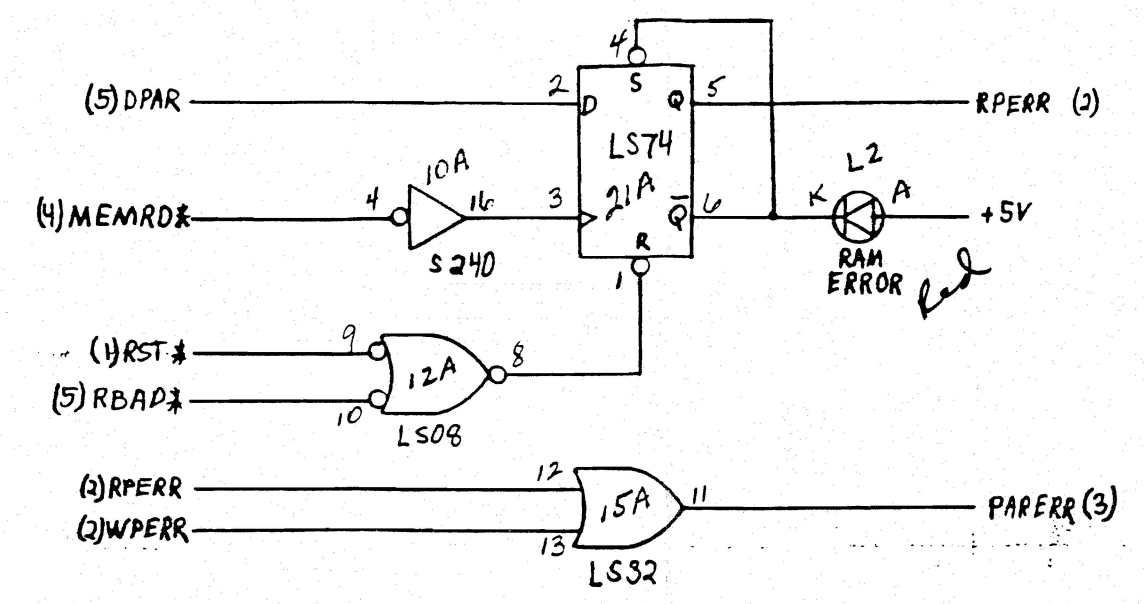 4
S
(5) DPAR
2
D
Q
5
RPERR (2)
LS74
21A
10A
L2
(4) MEMRD*
4
16
3
Q̅
6
K
A
+5V
S240
R
RAM
ERROR
Red
1
(1) RST*
9
12A
8
(5) RBAD*
10
LS08
(2) RPERR
12
15A
11
PARERR (3)
(2) WPERR
13
LS32